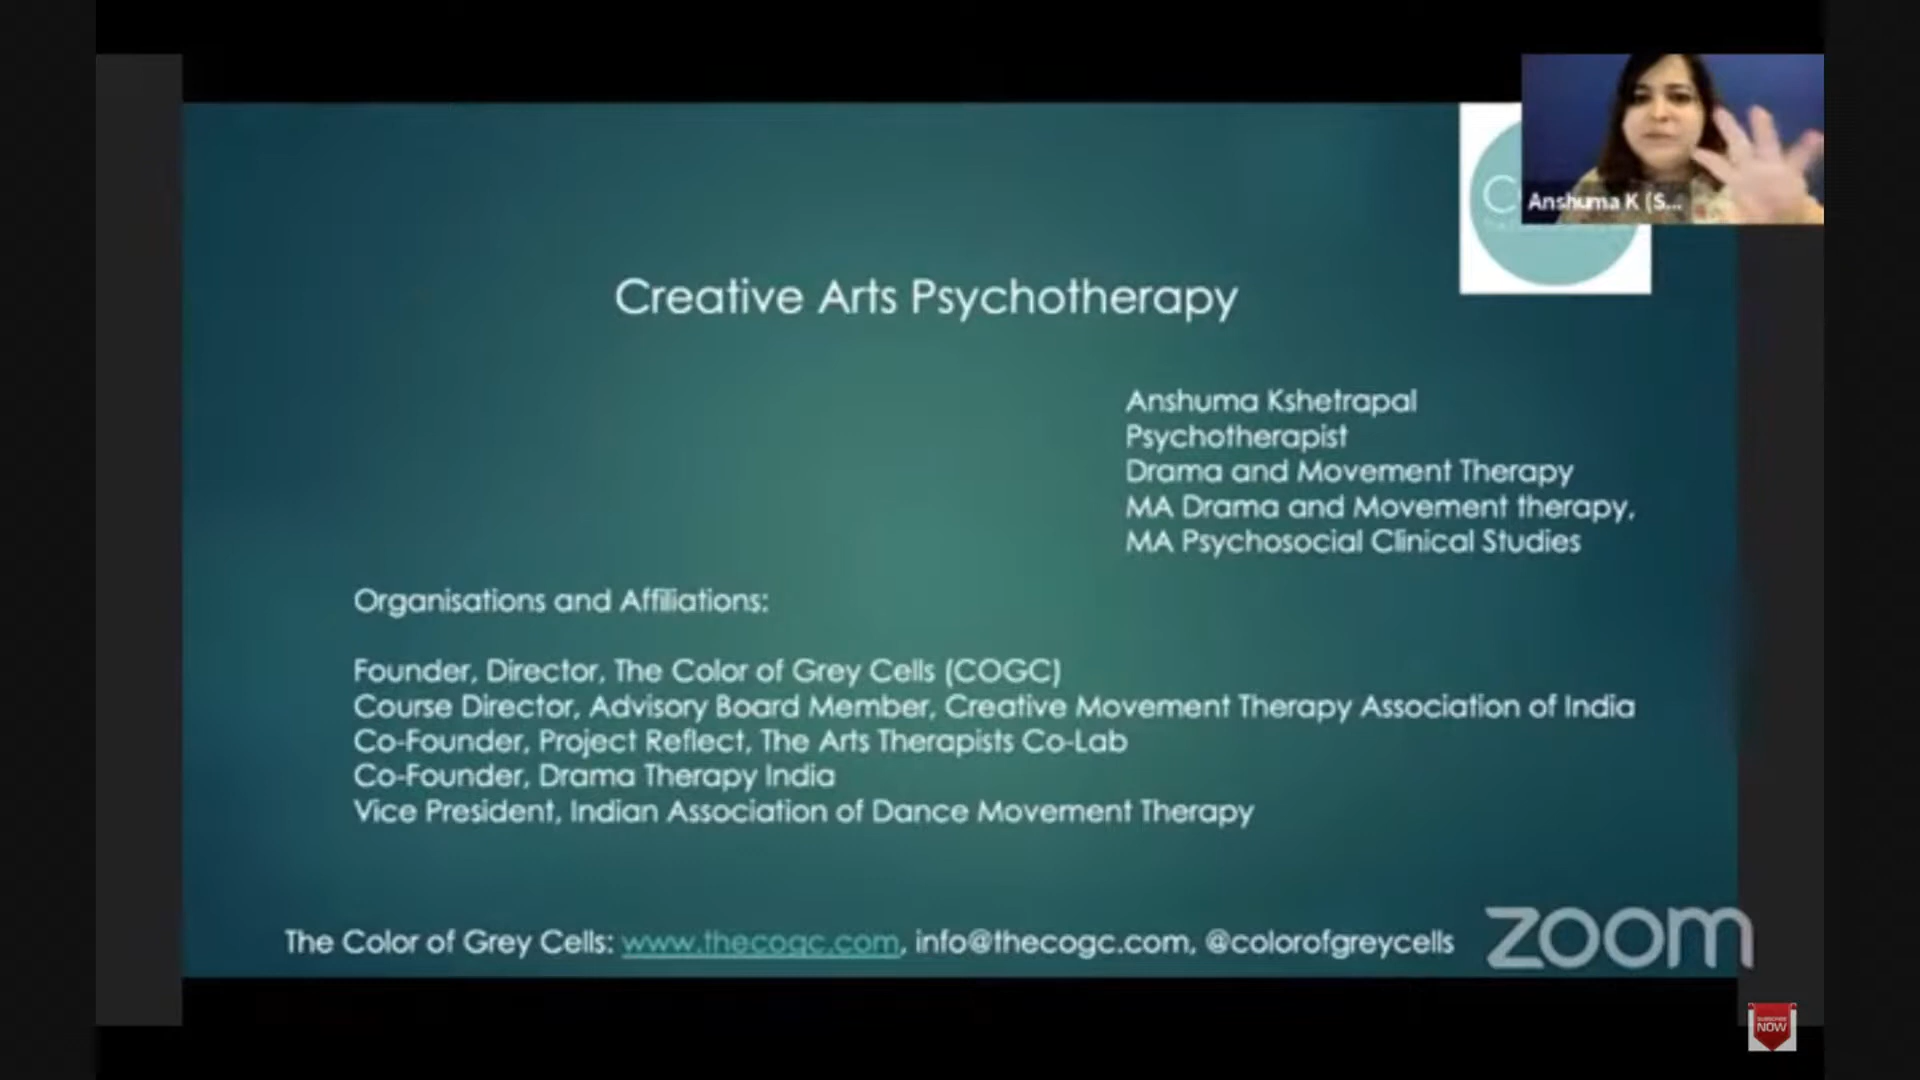 Anshuma K (S...
Creative Arts Psychotherapy
Anshuma Kshetrapal
Psychotherapist
Drama and Movement Therapy
MA Drama and Movement therapy,
MA Psychosocial Clinical Studies
Organisations and Affiliations:
Founder, Director, The Color of Grey Cells (COGC)
Course Director, Advisory Board Member, Creative Movement Therapy Association of India
Co-Founder, Project Reflect, The Arts Therapists Co-Lab
Co-Founder, Drama Therapy India
Vice President, Indian Association of Dance Movement Therapy
The Color of Grey Cells: www.thecogc.com, info@thecogc.com, @colorofgreycells
zoom
SUBSCRIBE
NOW